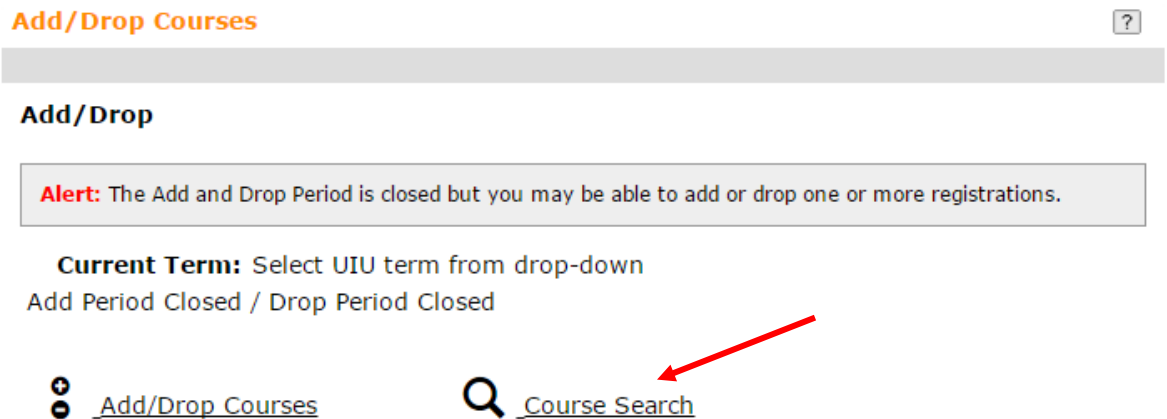 Add/Drop Courses
?
Add/Drop
Alert: The Add and Drop Period is closed but you may be able to add or drop one or more registrations.
Current Term: Select UIU term from drop-down
Add Period Closed / Drop Period Closed
Add/Drop Courses
Course Search